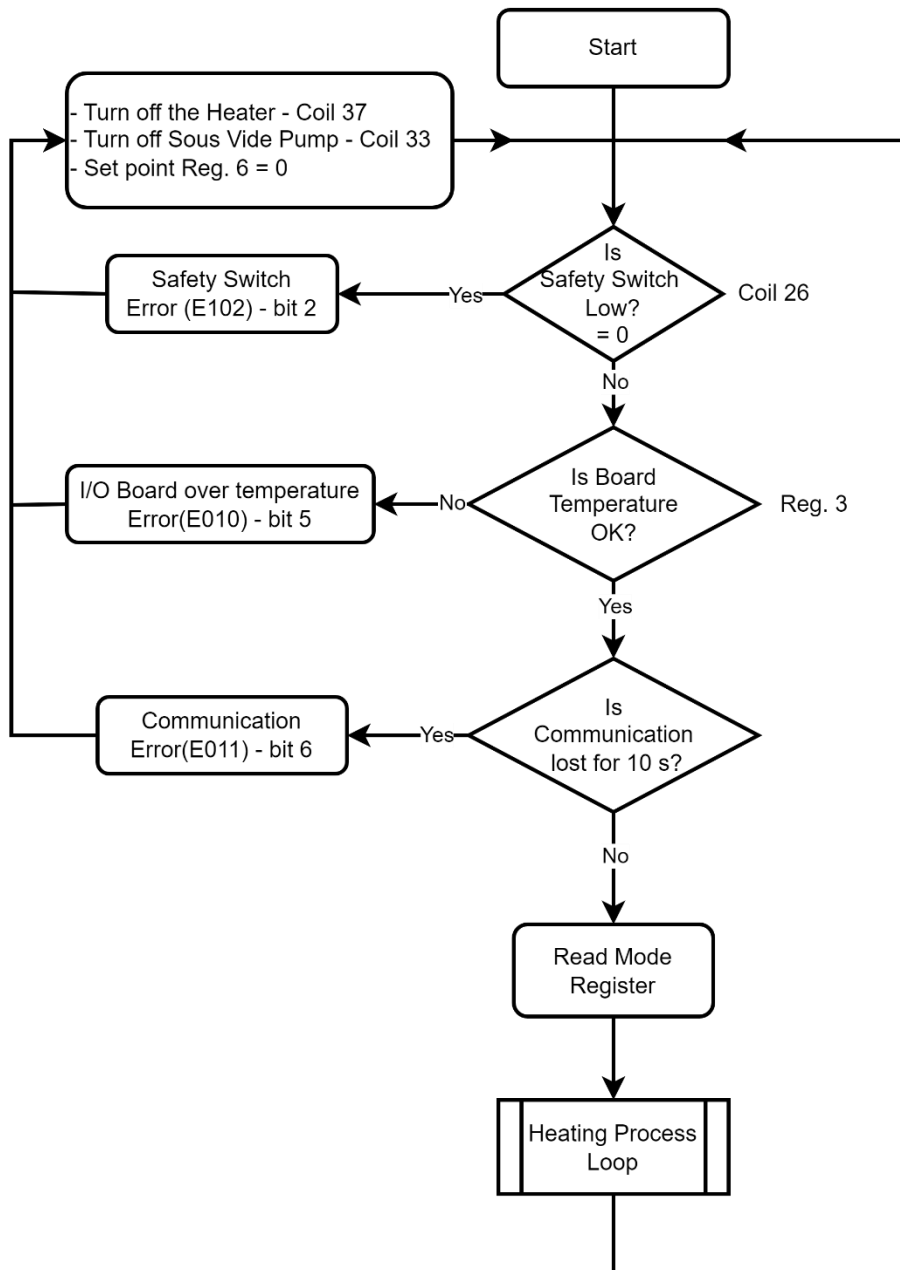 Start
- Turn off the Heater - Coil 37
- Turn off Sous Vide Pump - Coil 33
- Set point Reg. 6 = 0
Is
Safety Switch
Low?
= 0
Coil 26
Yes
Safety Switch
Error (E102) - bit 2
No
Is Board
Temperature
OK?
Reg. 3
No
I/O Board over temperature
Error(E010) - bit 5
Yes
Is
Communication
lost for 10 s?
Yes
Communication
Error(E011) - bit 6
No
Read Mode
Register
Heating Process
Loop